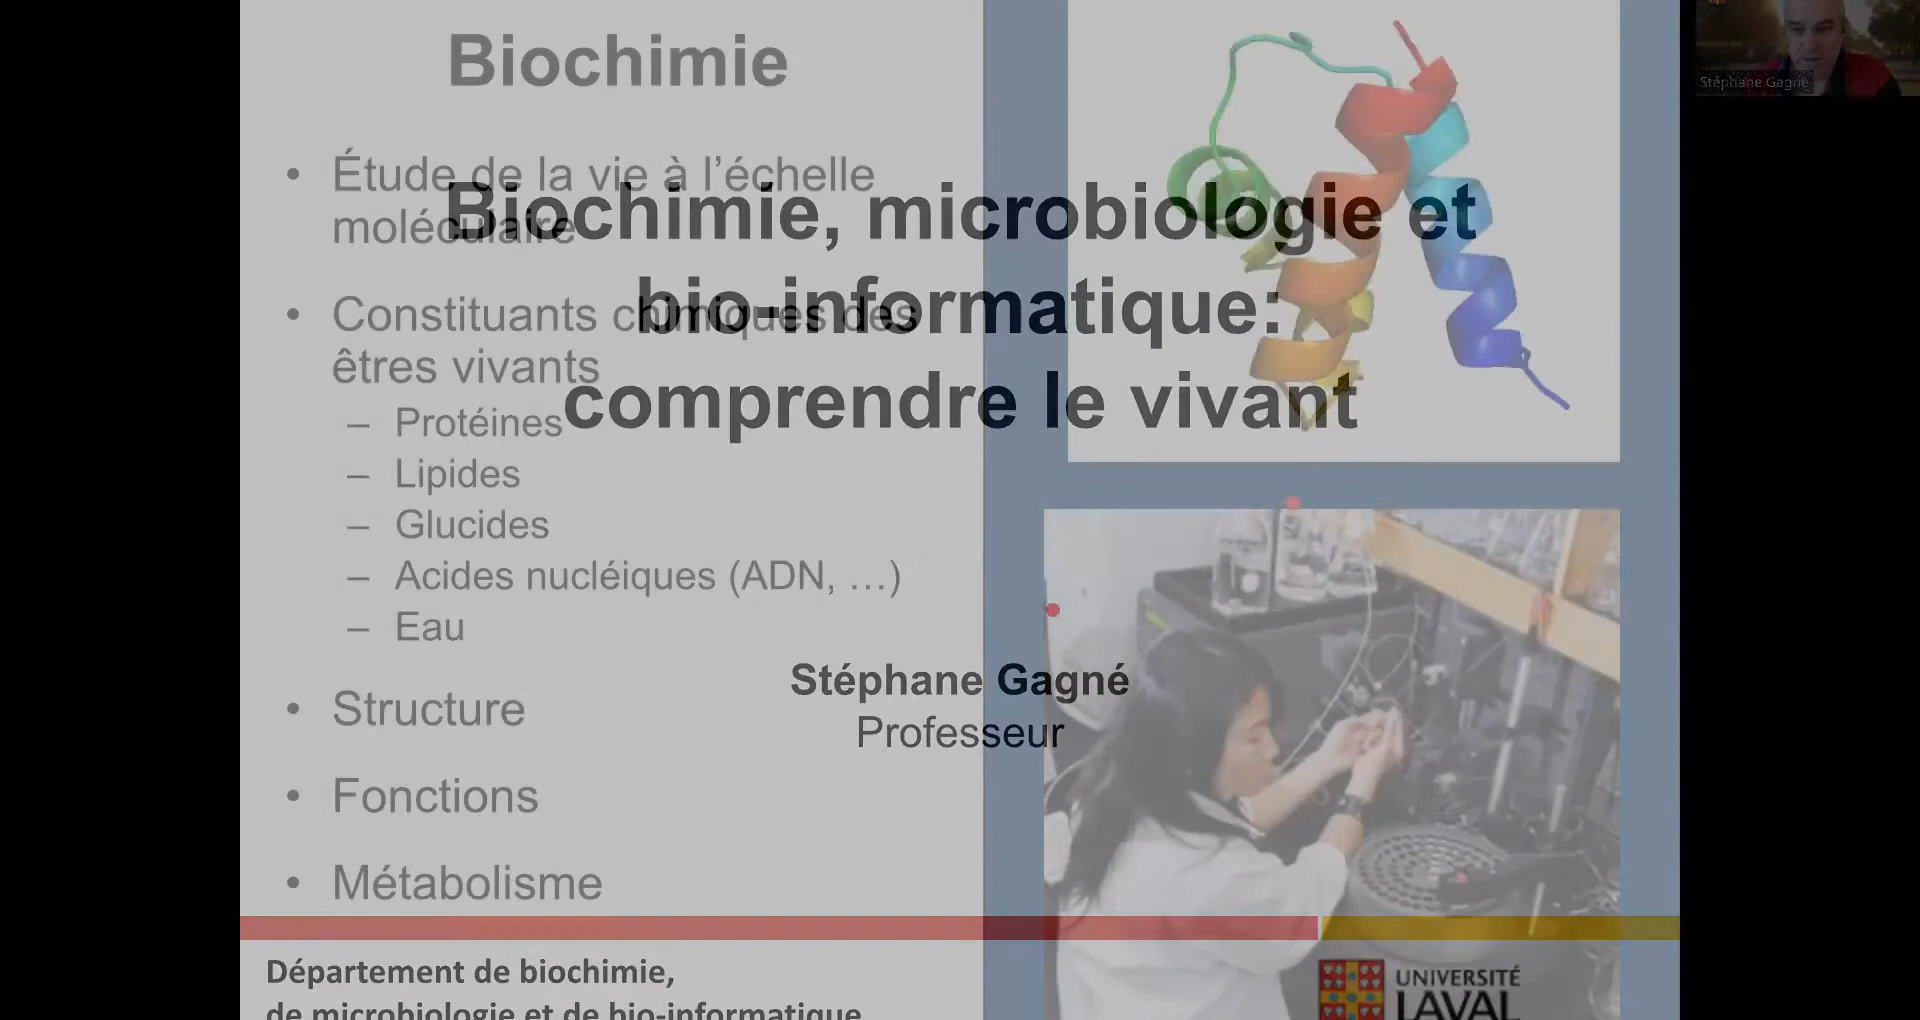 Biochimie
• Étude de la vie à l'échelle
moléculaire
• Constituants chimiques des
êtres vivants
– Protéines
– Lipides
– Glucides
– Acides nucléiques (ADN, …)
– Eau
• Structure
• Fonctions
• Métabolisme
Biochimie, microbiologie et
bio-informatique:
comprendre le vivant
Stéphane Gagné
Professeur
Département de biochimie,
de microbiologie et de bio-informatique
UNIVERSITÉ
LAVAL
Stéphane Gagné